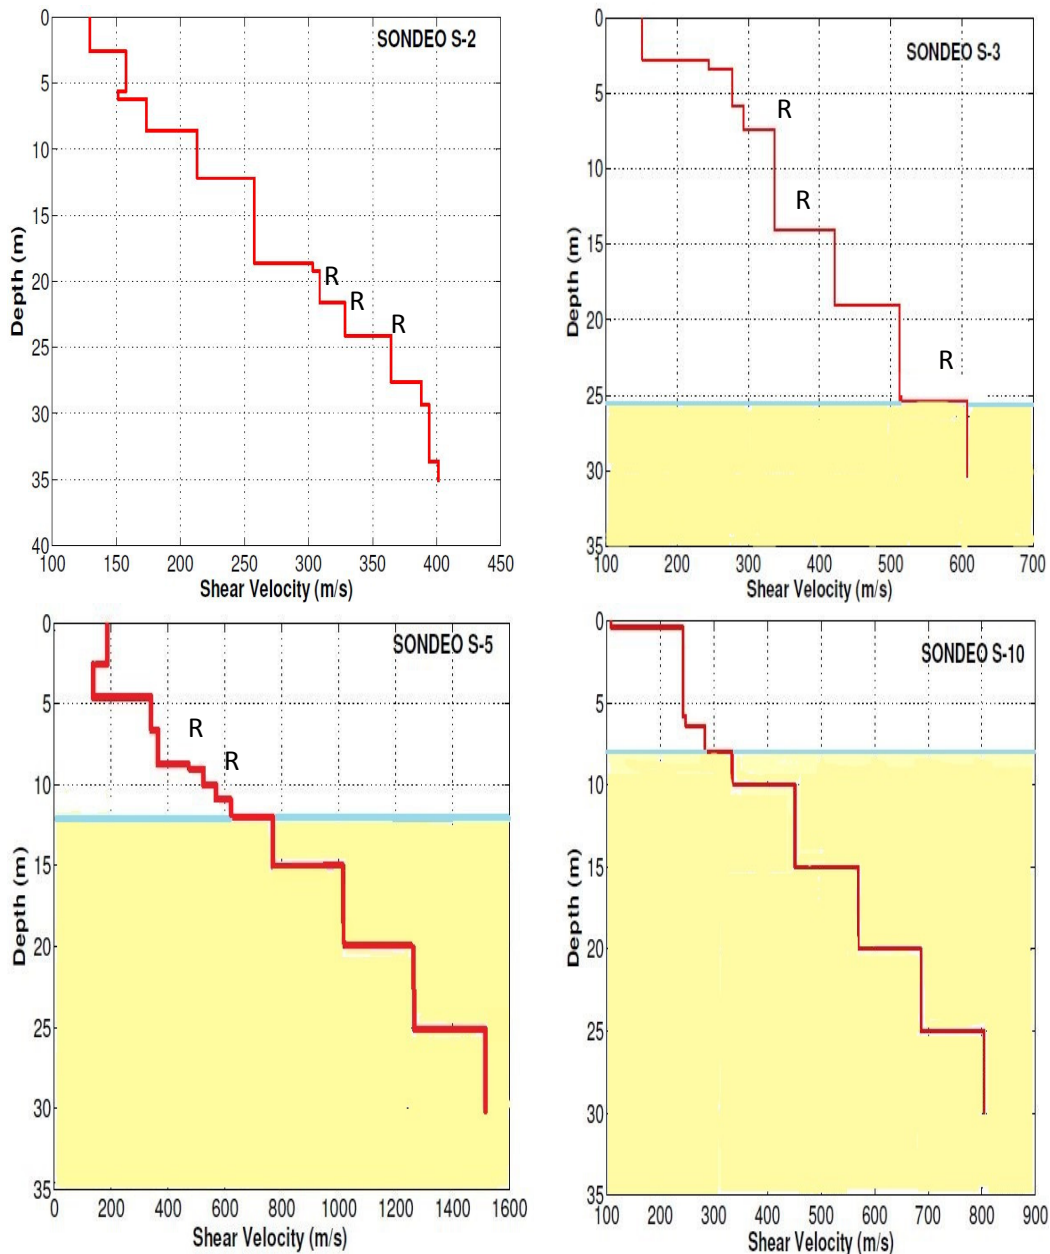 SONDEO S-2
0
5
10
15
20
25
30
35
40
Depth (m)
R
R
R
100 150 200 250 300 350 400 450
Shear Velocity (m/s)
SONDEO S-3
0
5
10
15
20
25
30
35
Depth (m)
R
R
R
100 200 300 400 500 600 700
Shear Velocity (m/s)
SONDEO S-5
0
5
10
15
20
25
30
35
Depth (m)
R
R
0 200 400 600 800 1000 1200 1400 1600
Shear Velocity (m/s)
SONDEO S-10
0
5
10
15
20
25
30
35
Depth (m)
100 200 300 400 500 600 700 800 900
Shear Velocity (m/s)